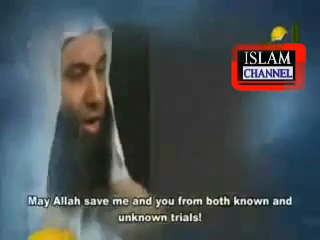 ISLAM
CHANNEL
May Allah save me and you from both known and
unknown trials!